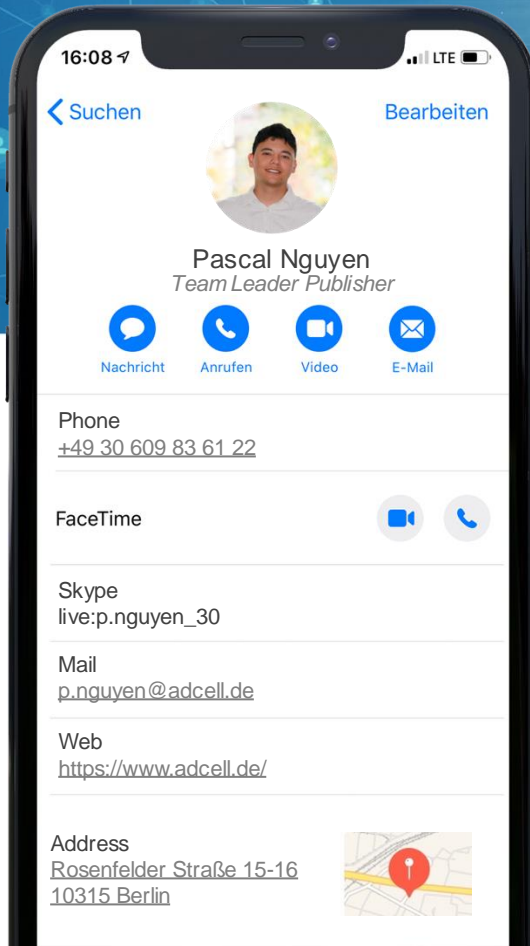 16:08
LTE
Suchen
Bearbeiten
Pascal Nguyen
Team Leader Publisher
Nachricht Anrufen Video E-Mail
Phone
+49 30 609 83 61 22
FaceTime
Skype
live:p.nguyen_30
Mail
p.nguyen@adcell.de
Web
https://www.adcell.de/
Address
Rosenfelder Straße 15-16
10315 Berlin